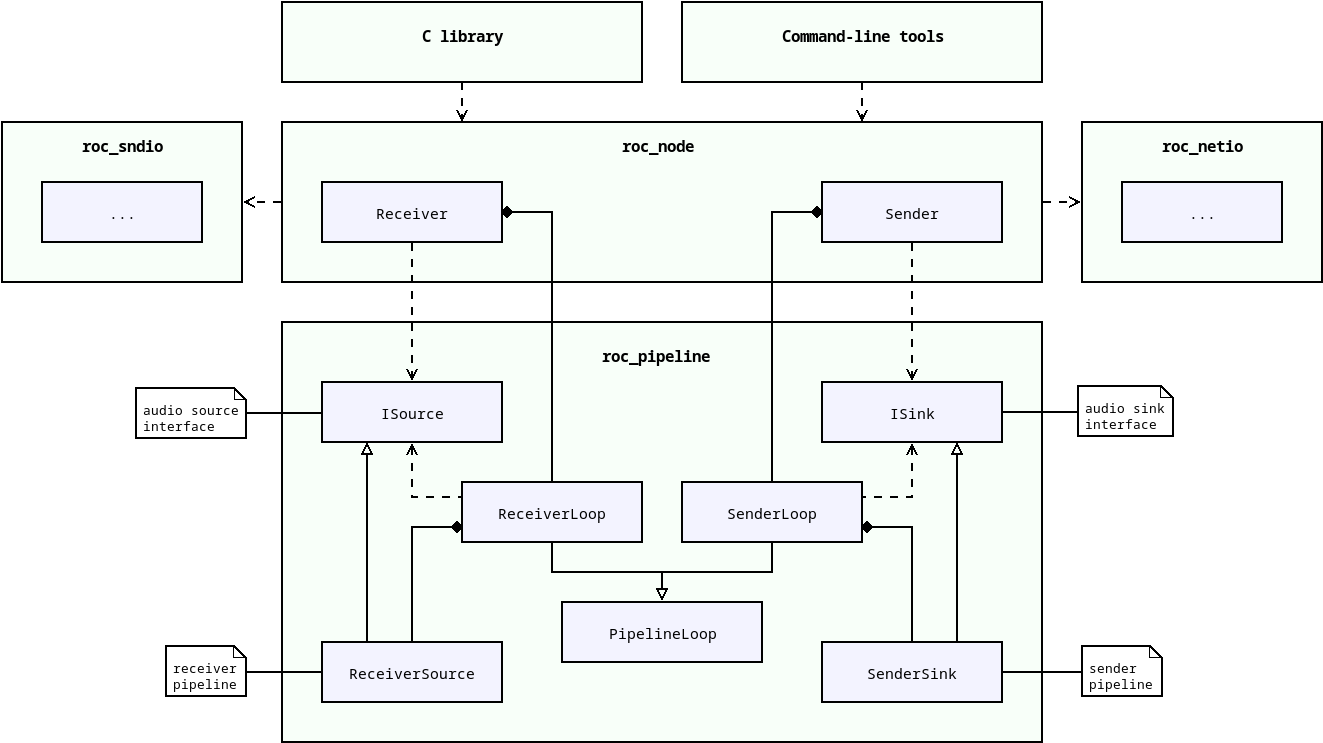 C library
Command-line tools
roc_sndio
...
roc_node
Receiver
Sender
roc_netio
...
roc_pipeline
audio source
interface
ISource
ISink
audio sink
interface
ReceiverLoop
SenderLoop
PipelineLoop
receiver
pipeline
ReceiverSource
SenderSink
sender
pipeline